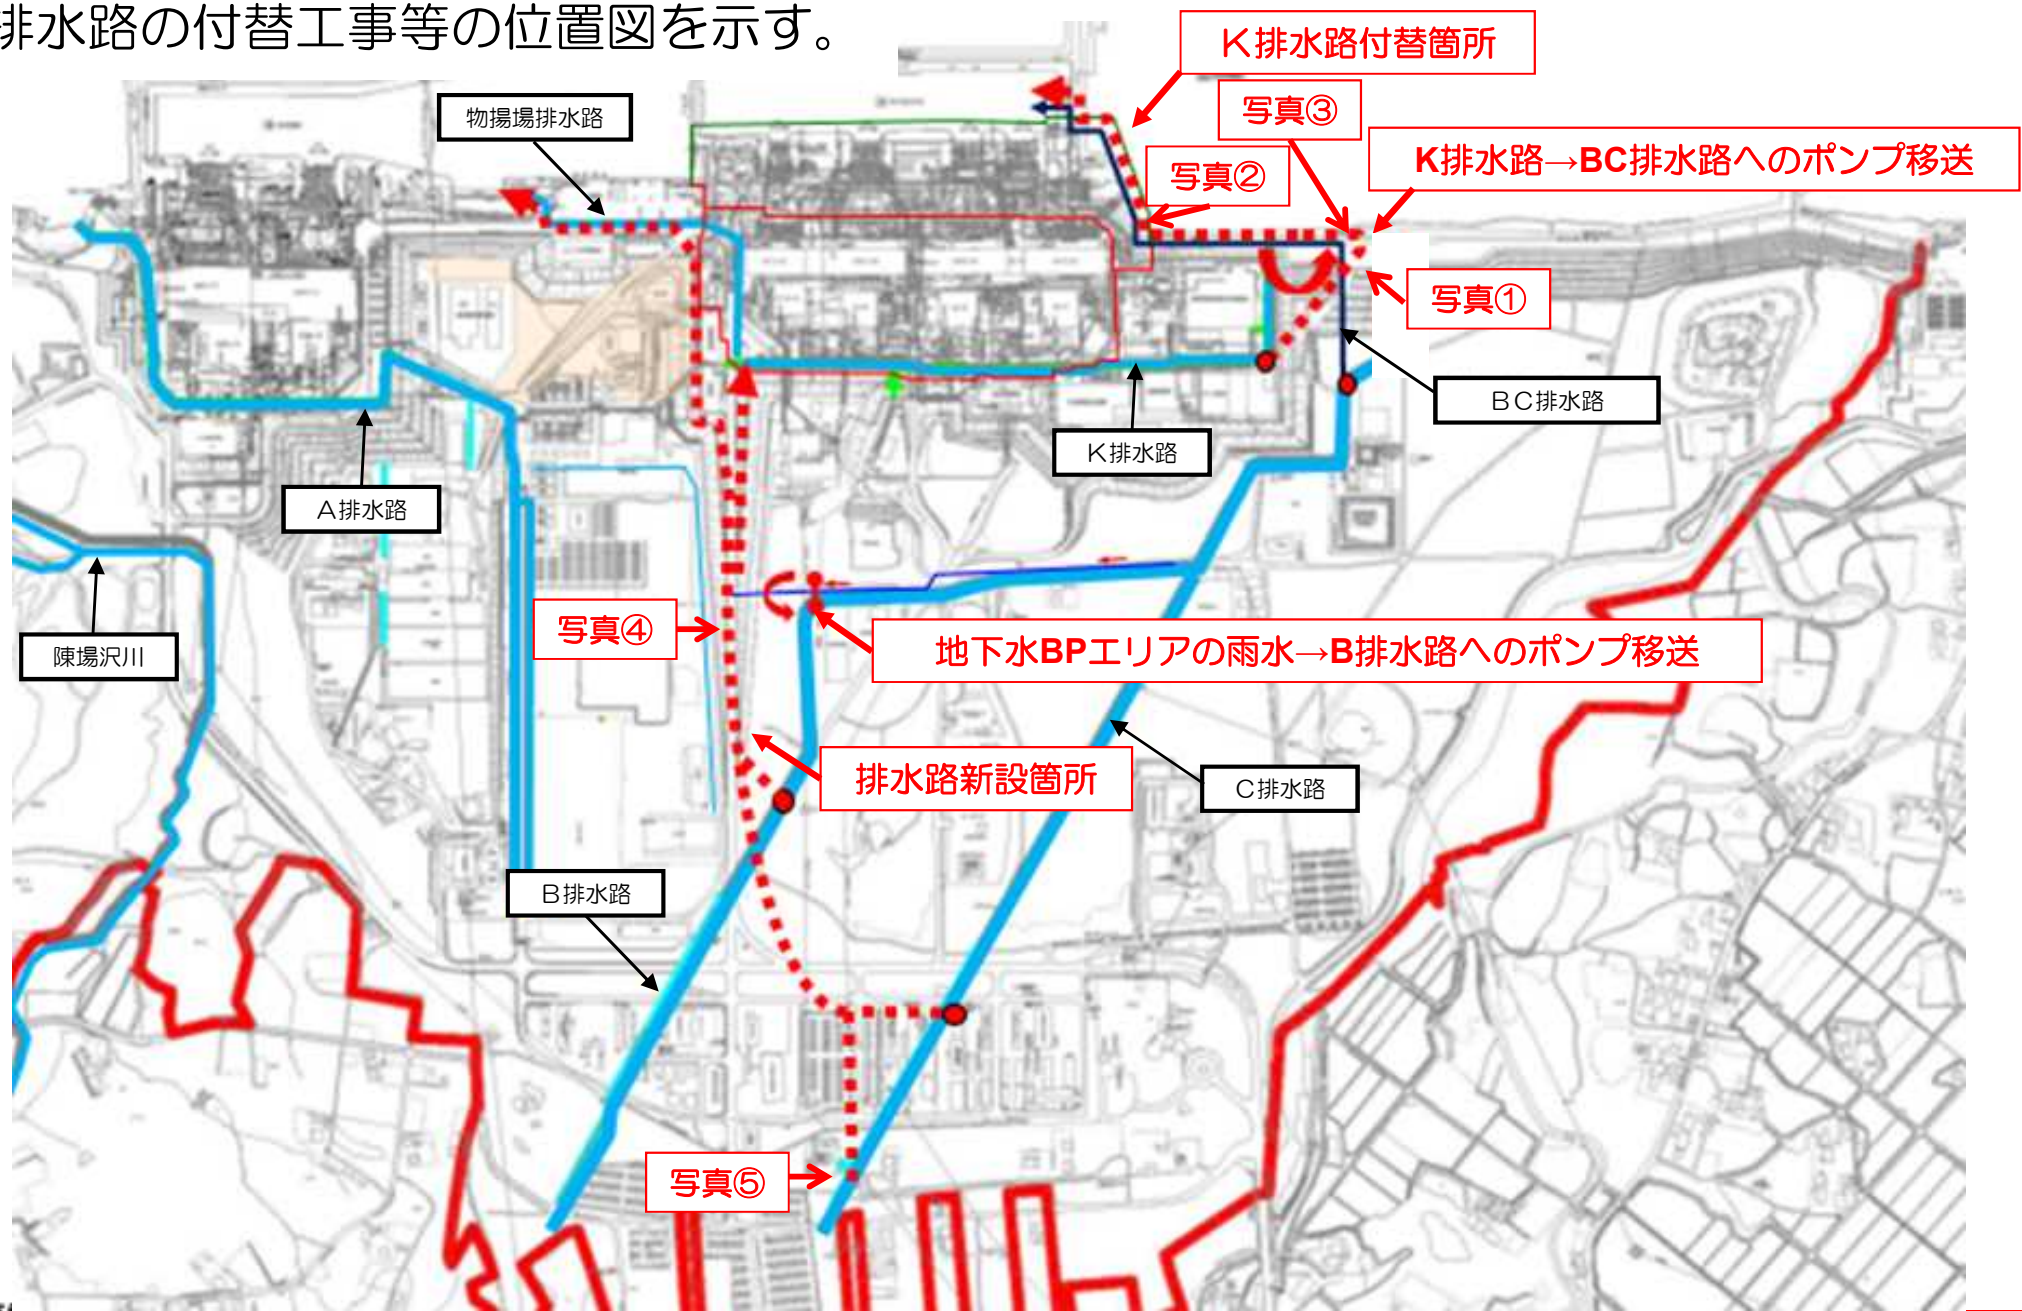 排水路の付替工事等の位置図を示す。
K排水路付替箇所
物揚場排水路
写真③
K排水路→BC排水路へのポンプ移送
写真②
写真①
BC排水路
K排水路
A排水路
写真④
地下水BPエリアの雨水→B排水路へのポンプ移送
陳場沢川
排水路新設箇所
C排水路
B排水路
写真⑤